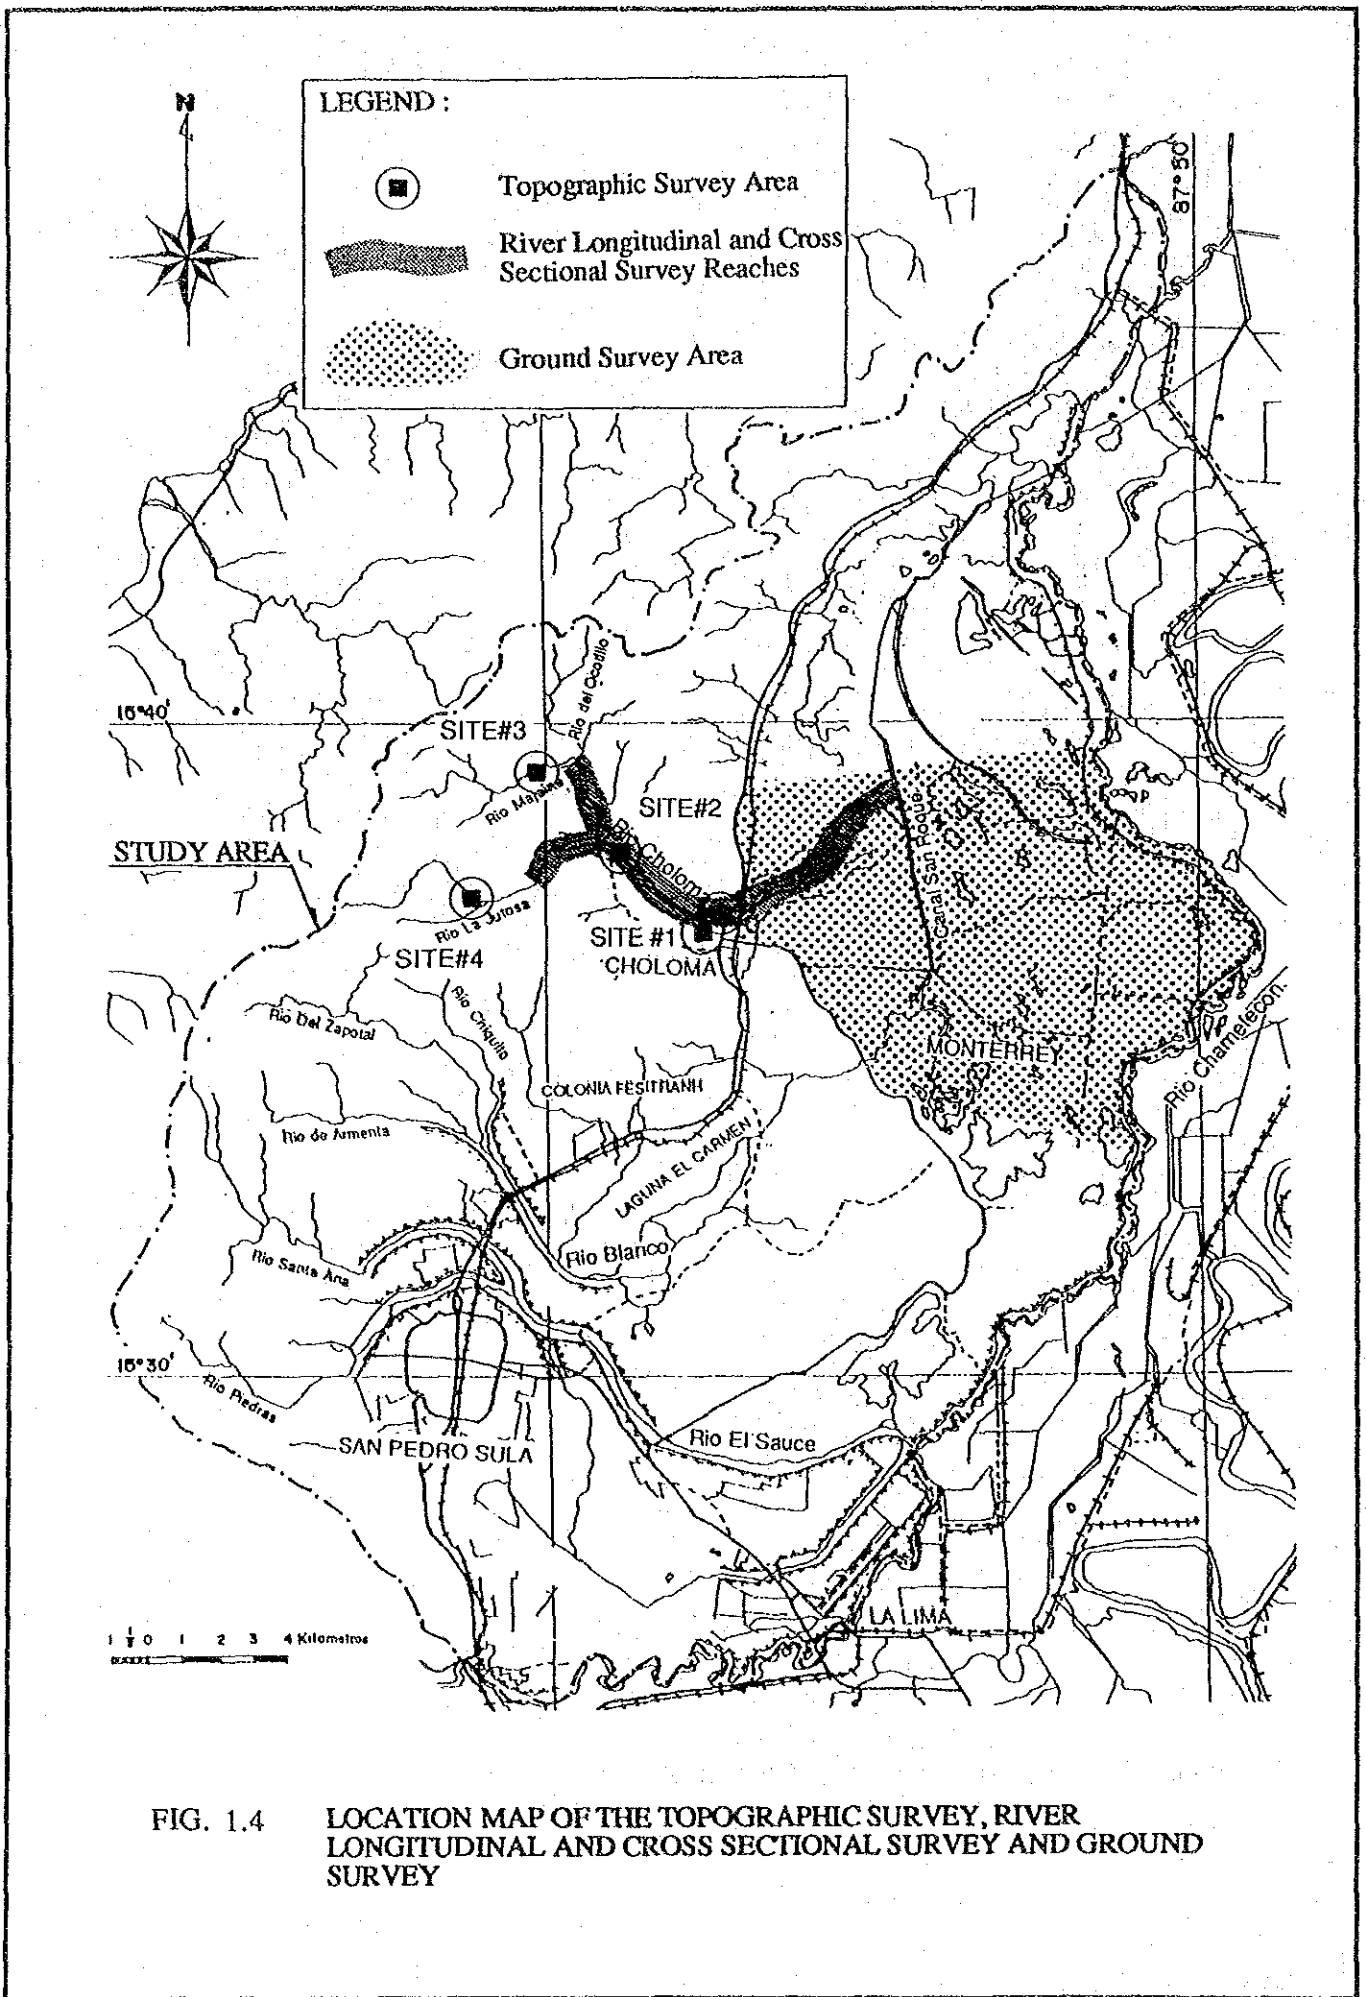 N
LEGEND :
Topographic Survey Area
River Longitudinal and Cross
Sectional Survey Reaches
Ground Survey Area
87°50'
15°40'
SITE#3
Rio del Ocotillo
Rio Majaine
SITE#2
Rio Choloma
STUDY AREA
Canal San Roque
Rio La Jutosa
SITE #1
SITE#4
CHOLOMA
Rio Chiquito
Rio Del Zapotal
Rio Chamelecon.
MONTERREY
COLONIA FESITRANH
Rio de Armenta
LAGUNA EL CARMEN
Rio Blanco
Rio Santa Ana
15°30'
Rio Piedras
SAN PEDRO SULA
Rio El Sauce
LA LIMA
1 ½ 0 1 2 3 4 Kilometros
FIG. 1.4 LOCATION MAP OF THE TOPOGRAPHIC SURVEY, RIVER
LONGITUDINAL AND CROSS SECTIONAL SURVEY AND GROUND
SURVEY